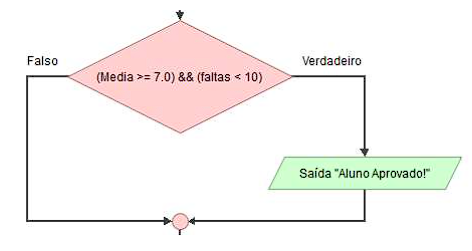 Falso
Verdadeiro
(Media >= 7.0) && (faltas < 10)
Saída "Aluno Aprovado!"